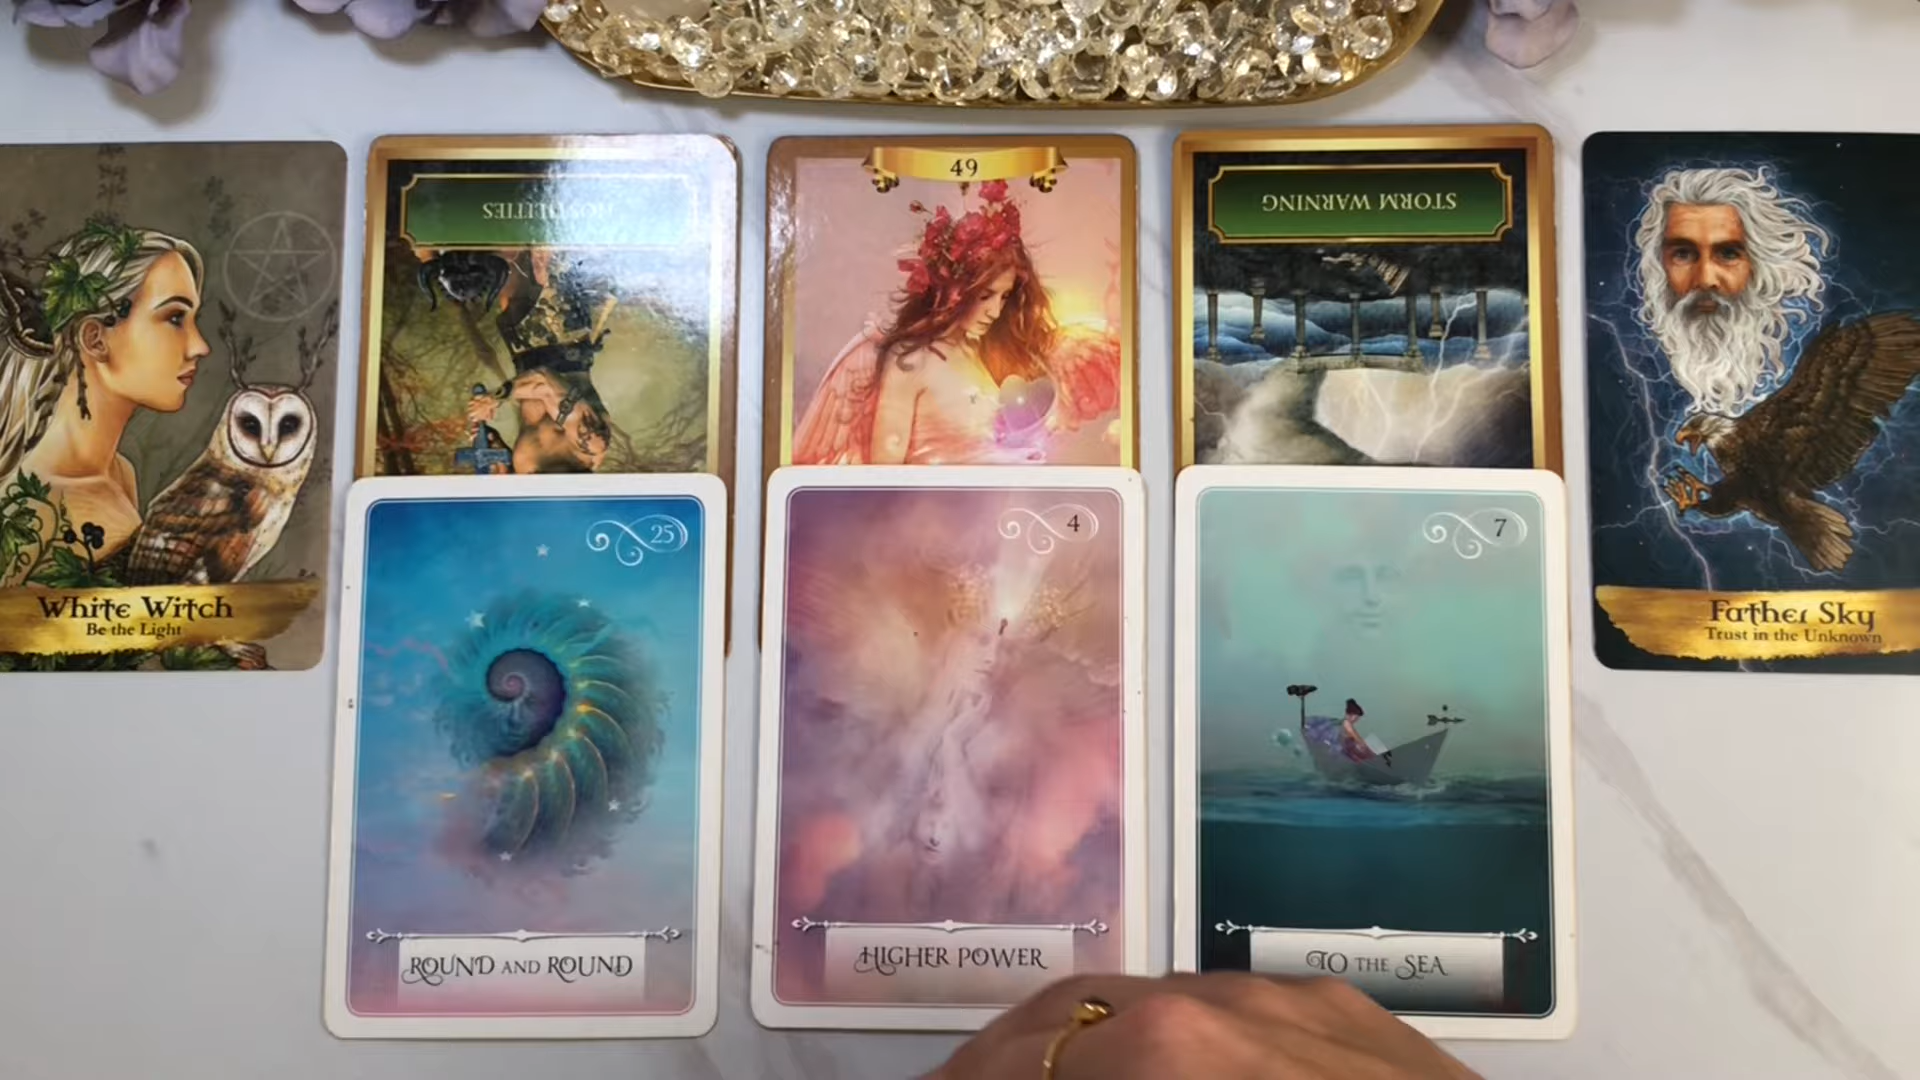 HOSTILITIES
49
STORM WARNING
White Witch
Be the Light
Father Sky
Trust in the Unknown
25
4
7
ROUND AND ROUND
HIGHER POWER
TO THE SEA